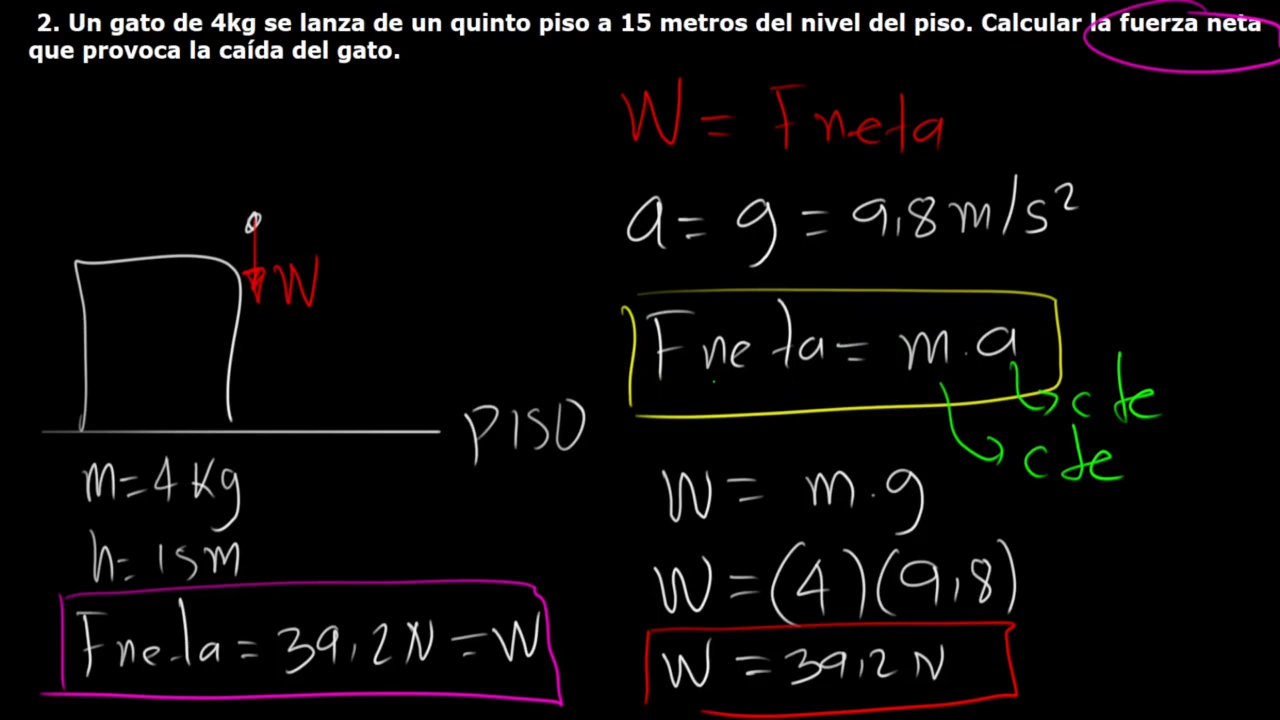 2. Un gato de 4kg se lanza de un quinto piso a 15 metros del nivel del piso. Calcular la fuerza neta
que provoca la caída del gato.
W = Fneta
a = g = 9,8 m/s²
W
Fneta = m.a
cte
PISO
cte
m = 4 Kg
W = m.g
h = 15 m
W = (4)(9,8)
Fneta = 39,2 N = W
W = 39,2 N